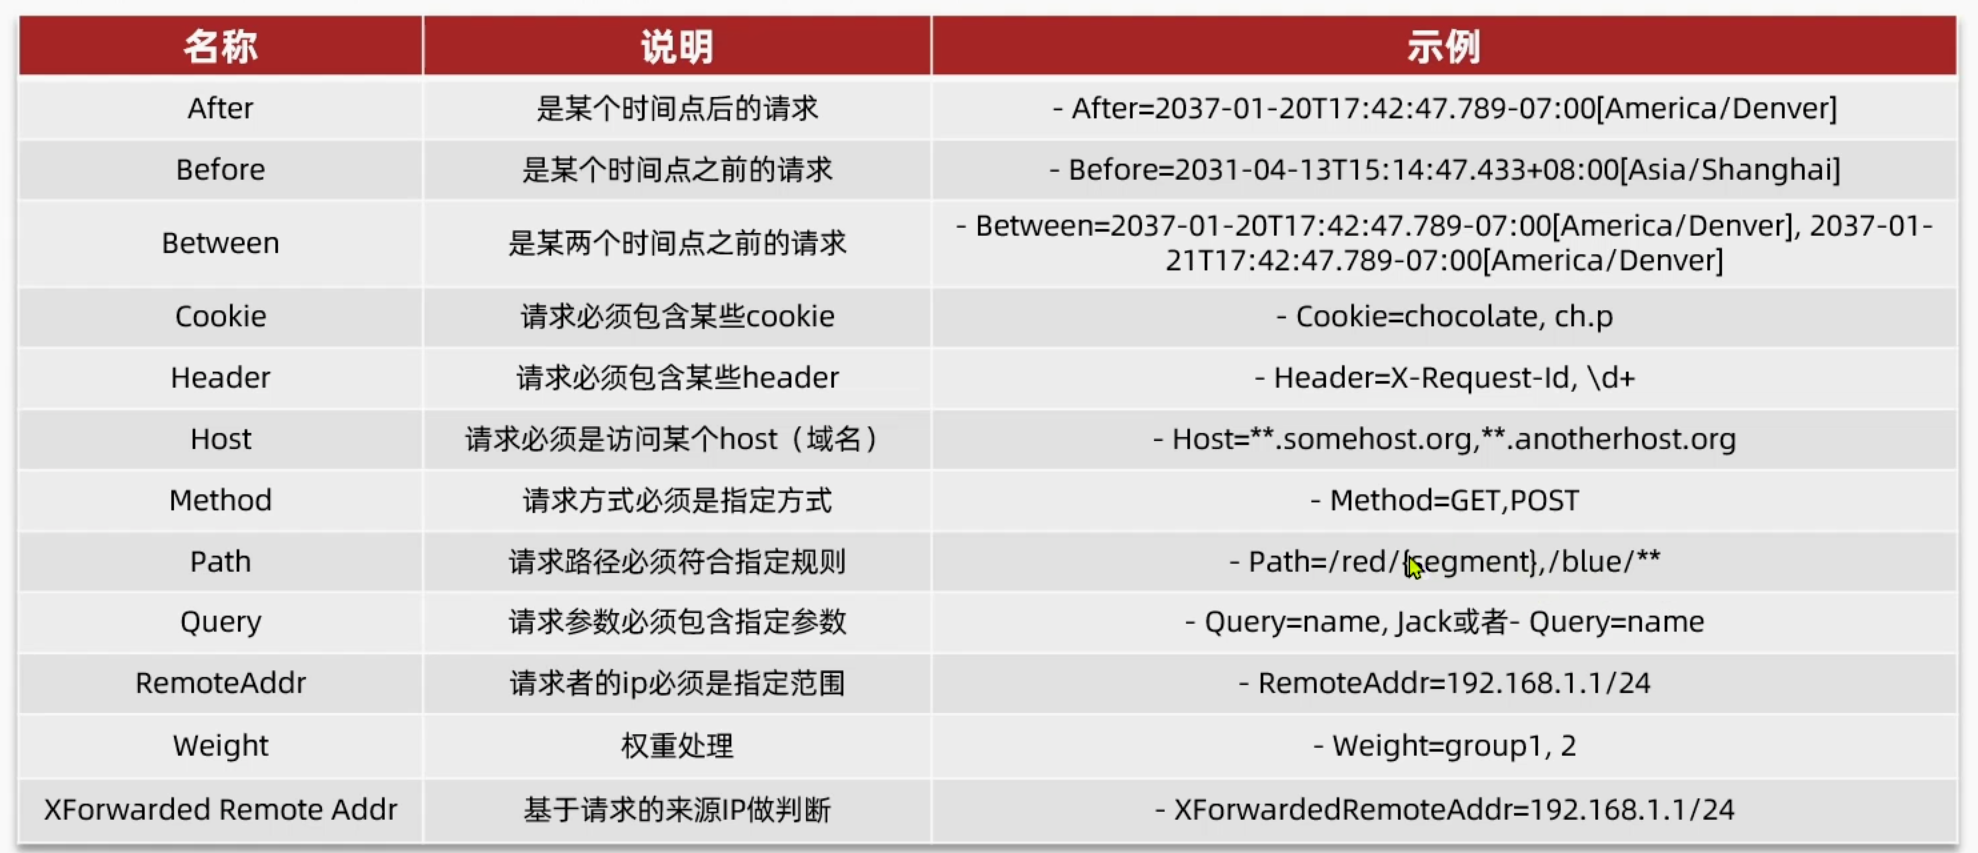 名称 说明 示例
After 是某个时间点后的请求 - After=2037-01-20T17:42:47.789-07:00[America/Denver]
Before 是某个时间点之前的请求 - Before=2031-04-13T15:14:47.433+08:00[Asia/Shanghai]
Between 是某两个时间点之前的请求 - Between=2037-01-20T17:42:47.789-07:00[America/Denver], 2037-01-
21T17:42:47.789-07:00[America/Denver]
Cookie 请求必须包含某些cookie - Cookie=chocolate, ch.p
Header 请求必须包含某些header - Header=X-Request-Id, \d+
Host 请求必须是访问某个host（域名） - Host=**.somehost.org,**.anotherhost.org
Method 请求方式必须是指定方式 - Method=GET,POST
Path 请求路径必须符合指定规则 - Path=/red/{segment},/blue/**
Query 请求参数必须包含指定参数 - Query=name, Jack或者- Query=name
RemoteAddr 请求者的ip必须是指定范围 - RemoteAddr=192.168.1.1/24
Weight 权重处理 - Weight=group1, 2
XForwarded Remote Addr 基于请求的来源IP做判断 - XForwardedRemoteAddr=192.168.1.1/24